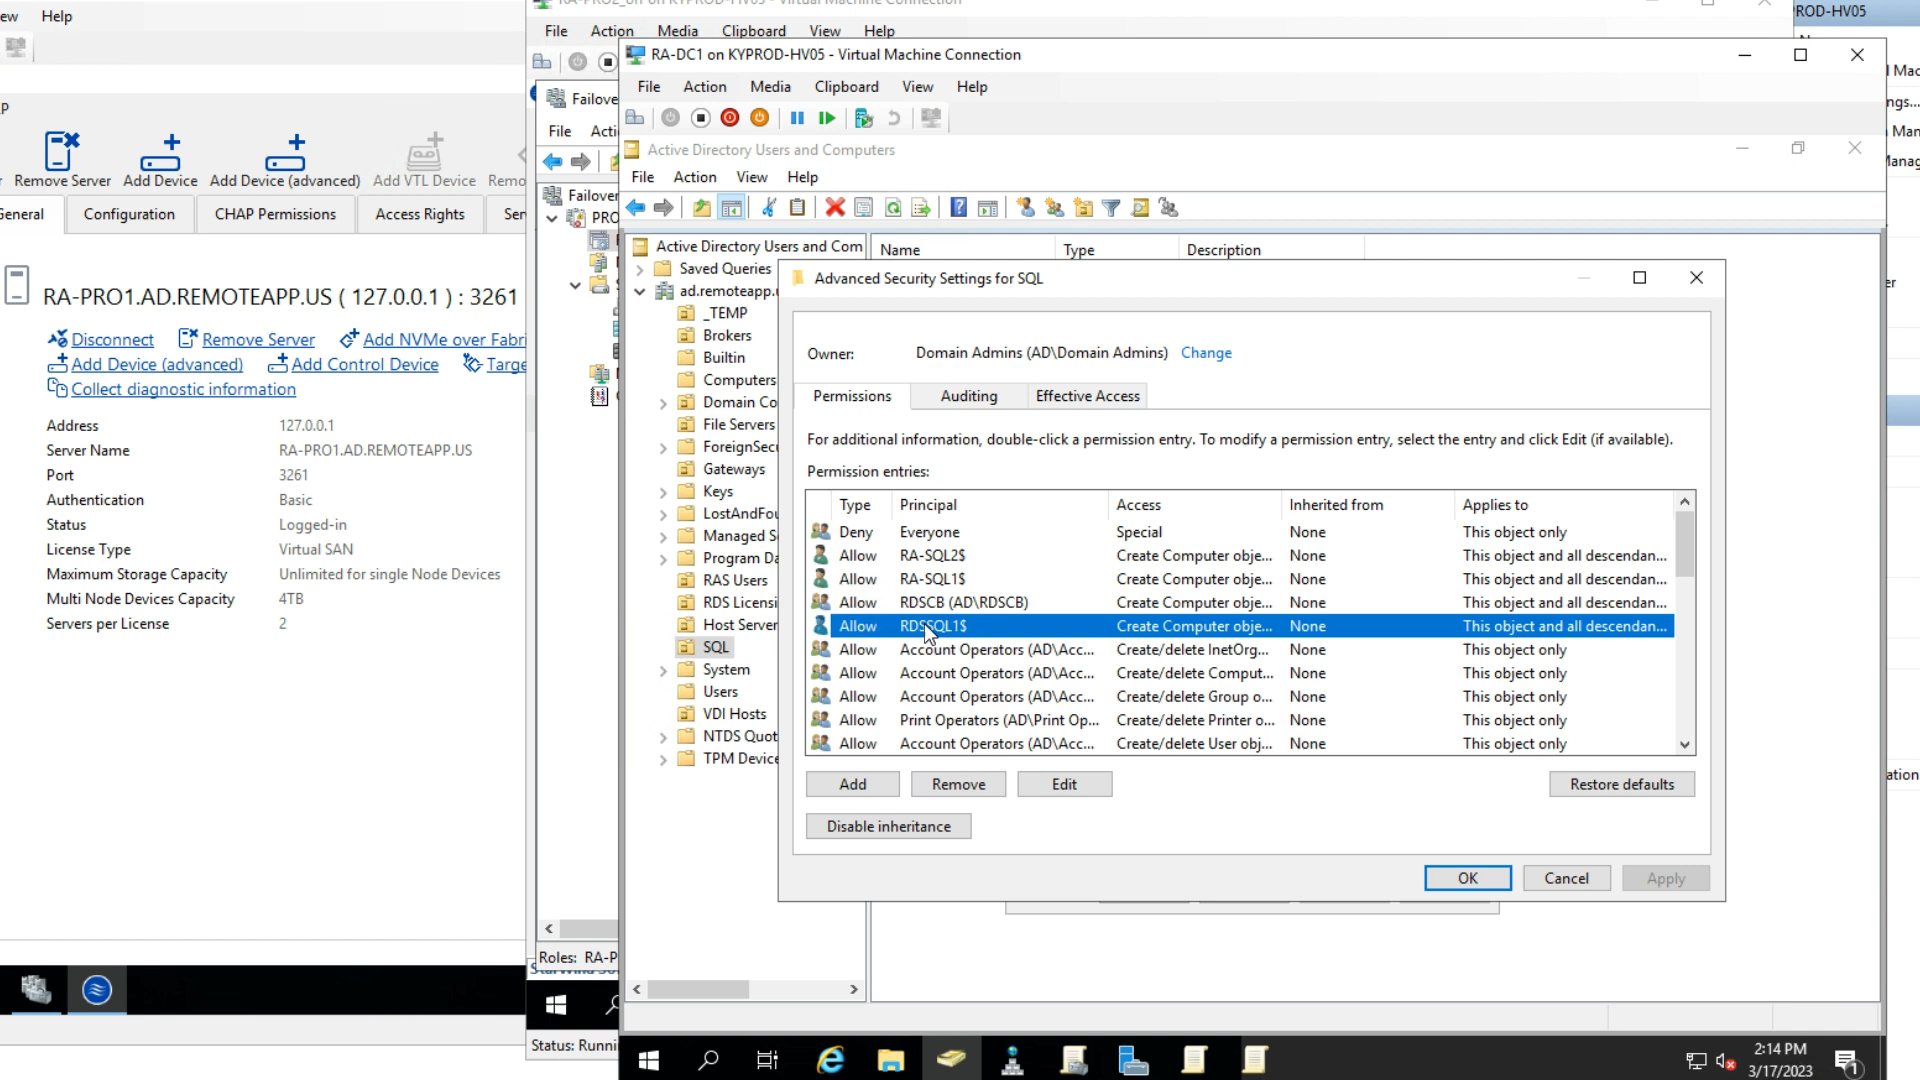 ew Help
P
Remove Server Add Device Add Device (advanced) Add VTL Device Remo
General Configuration CHAP Permissions Access Rights Ser
RA-PRO1.AD.REMOTEAPP.US ( 127.0.0.1 ) : 3261
Disconnect Remove Server Add NVMe over Fabri
Add Device (advanced) Add Control Device Targe
Collect diagnostic information
Address 127.0.0.1
Server Name RA-PRO1.AD.REMOTEAPP.US
Port 3261
Authentication Basic
Status Logged-in
License Type Virtual SAN
Maximum Storage Capacity Unlimited for single Node Devices
Multi Node Devices Capacity 4TB
Servers per License 2
File Action Media Clipboard View Help
Failove
File Acti
Failover
PRO
Roles: RA-P
Status: Runni
RA-DC1 on KYPROD-HV05 - Virtual Machine Connection
File Action Media Clipboard View Help
Active Directory Users and Computers
File Action View Help
Active Directory Users and Com
Saved Queries
ad.remoteapp.u
_TEMP
Brokers
Builtin
Computers
Domain Co
File Servers
ForeignSecu
Gateways
Keys
LostAndFou
Managed Se
Program Da
RAS Users
RDS Licensi
Host Server
SQL
System
Users
VDI Hosts
NTDS Quot
TPM Device
Name Type Description
Advanced Security Settings for SQL
Owner: Domain Admins (AD\Domain Admins) Change
Permissions Auditing Effective Access
For additional information, double-click a permission entry. To modify a permission entry, select the entry and click Edit (if available).
Permission entries:
Type Principal Access Inherited from Applies to
Deny Everyone Special None This object only
Allow RA-SQL2$ Create Computer obje... None This object and all descendan...
Allow RA-SQL1$ Create Computer obje... None This object and all descendan...
Allow RDSCB (AD\RDSCB) Create Computer obje... None This object and all descendan...
Allow RDSSQL1$ Create Computer obje... None This object and all descendan...
Allow Account Operators (AD\Acc... Create/delete InetOrg... None This object only
Allow Account Operators (AD\Acc... Create/delete Comput... None This object only
Allow Account Operators (AD\Acc... Create/delete Group o... None This object only
Allow Print Operators (AD\Print Op... Create/delete Printer o... None This object only
Allow Account Operators (AD\Acc... Create/delete User obj... None This object only
Add Remove Edit Restore defaults
Disable inheritance
OK Cancel Apply
2:14 PM
3/17/2023
1
PROD-HV05
l Mac
ngs...
Man
Manag
er
ation